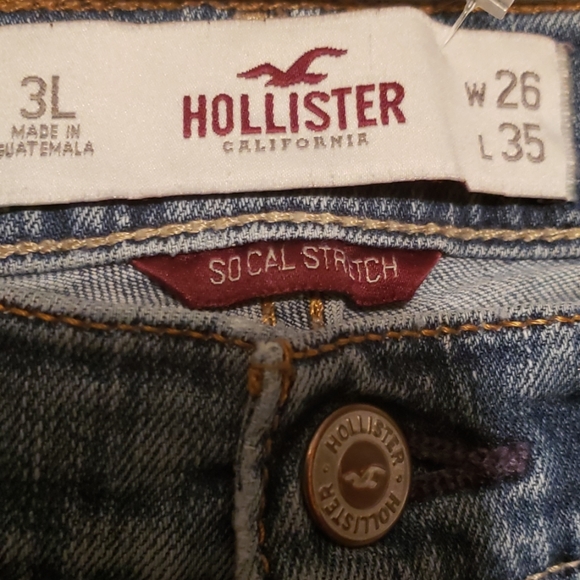 3L
MADE IN
GUATEMALA
HOLLISTER
CALIFORNIA
W 26
L 35
SO CAL STRETCH
HOLLISTER
HOLLISTER